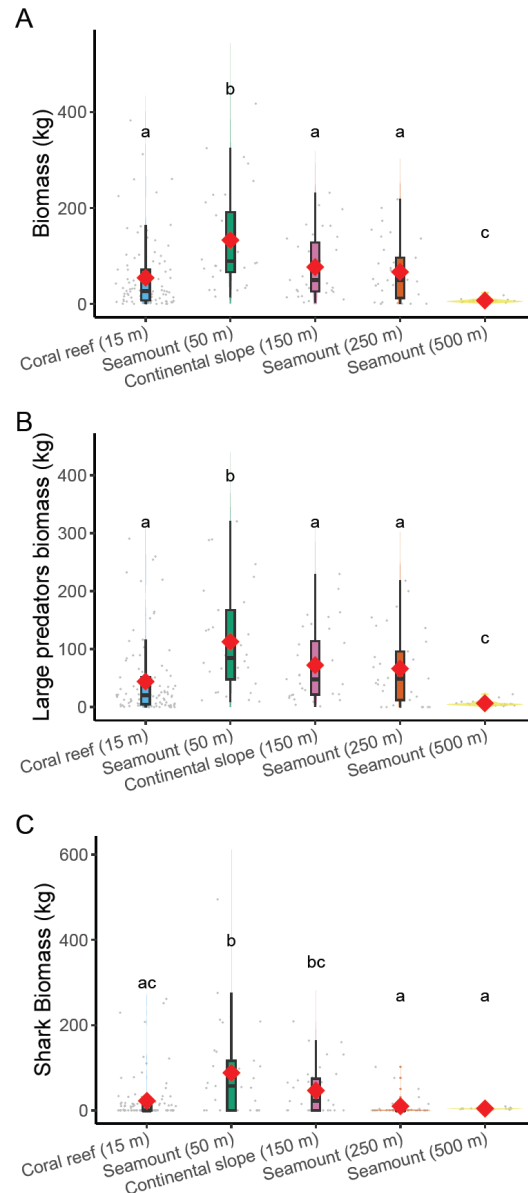 A
Biomass (kg)
400
200
0
a
b
a
a
c
Coral reef (15 m)
Seamount (50 m)
Continental slope (150 m)
Seamount (250 m)
Seamount (500 m)
B
Large predators biomass (kg)
400
300
200
100
0
a
b
a
a
c
Coral reef (15 m)
Seamount (50 m)
Continental slope (150 m)
Seamount (250 m)
Seamount (500 m)
C
Shark Biomass (kg)
600
400
200
0
ac
b
bc
a
a
Coral reef (15 m)
Seamount (50 m)
Continental slope (150 m)
Seamount (250 m)
Seamount (500 m)